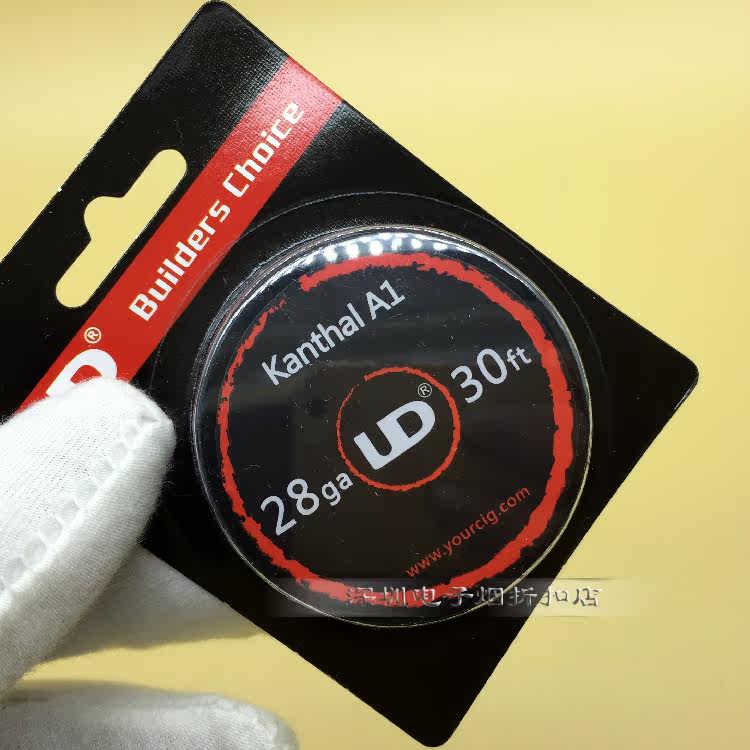 Builders Choice
UD®
Kanthal A1
30ft
UD®
28ga
www.yourcig.com
深圳电子烟折扣店